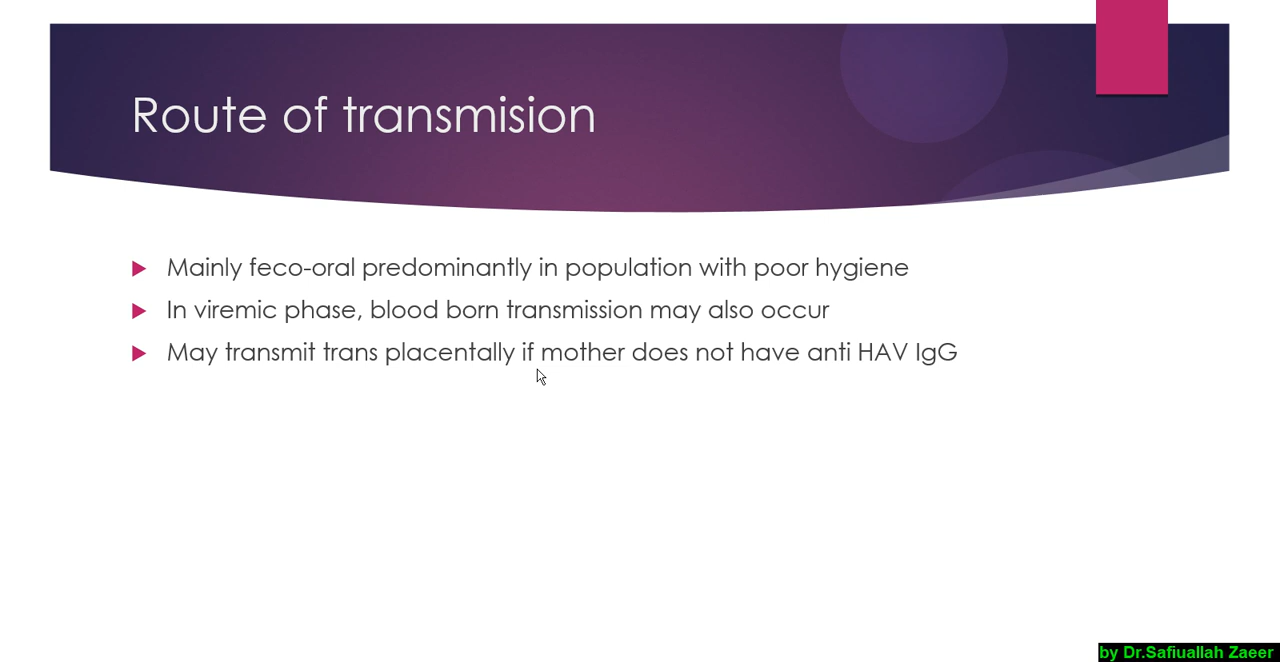 Route of transmision
Mainly feco-oral predominantly in population with poor hygiene
In viremic phase, blood born transmission may also occur
May transmit trans placentally if mother does not have anti HAV IgG
by Dr.Safiuallah Zaeer